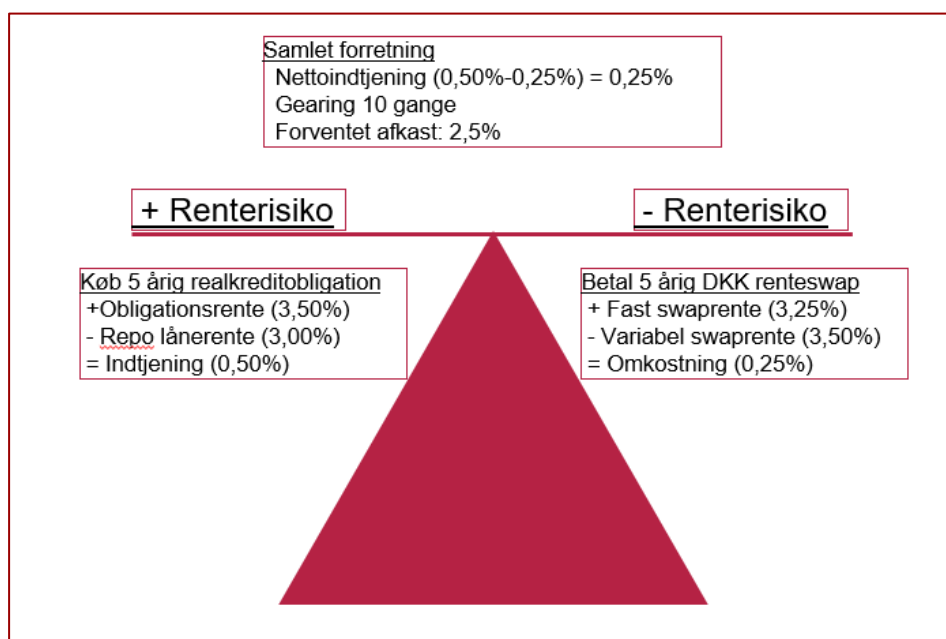 Samlet forretning
Nettoindtjening (0,50%-0,25%) = 0,25%
Gearing 10 gange
Forventet afkast: 2,5%
+ Renterisiko
- Renterisiko
Køb 5 årig realkreditobligation
+Obligationsrente (3,50%)
- Repo lånerente (3,00%)
= Indtjening (0,50%)
Betal 5 årig DKK renteswap
+ Fast swaprente (3,25%)
- Variabel swaprente (3,50%)
= Omkostning (0,25%)